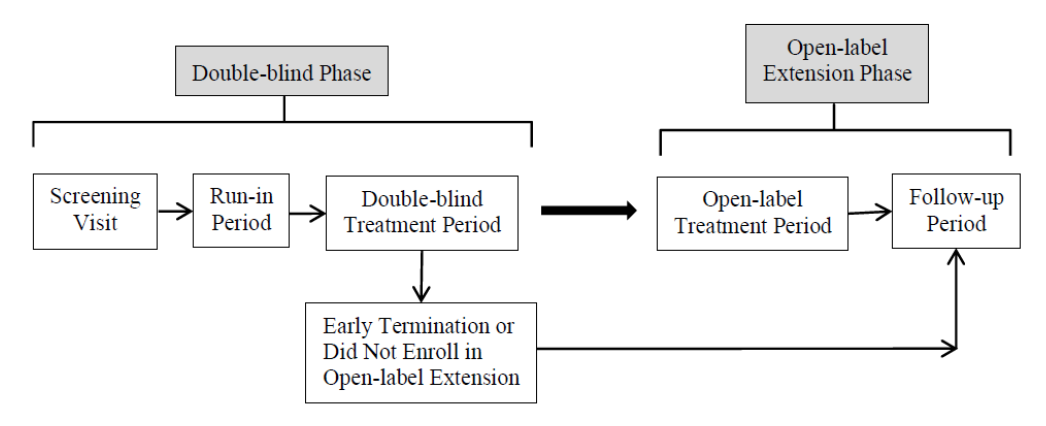 Double-blind Phase
Open-label
Extension Phase
Screening
Visit
Run-in
Period
Double-blind
Treatment Period
Open-label
Treatment Period
Follow-up
Period
Early Termination or
Did Not Enroll in
Open-label Extension